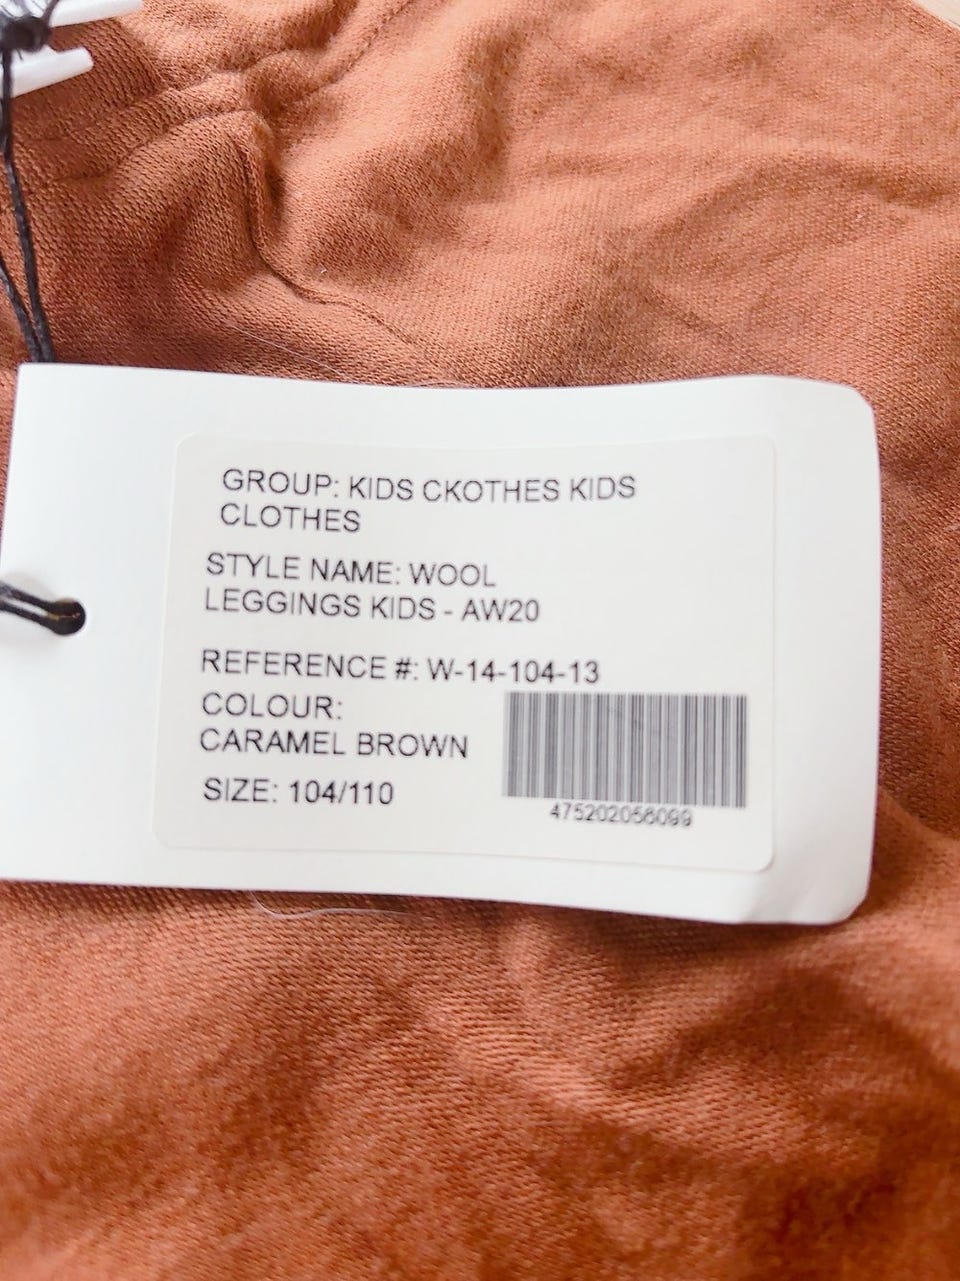 GROUP: KIDS CKOTHES KIDS
CLOTHES
STYLE NAME: WOOL
LEGGINGS KIDS - AW20
REFERENCE #: W-14-104-13
COLOUR:
CARAMEL BROWN
SIZE: 104/110
475202056099